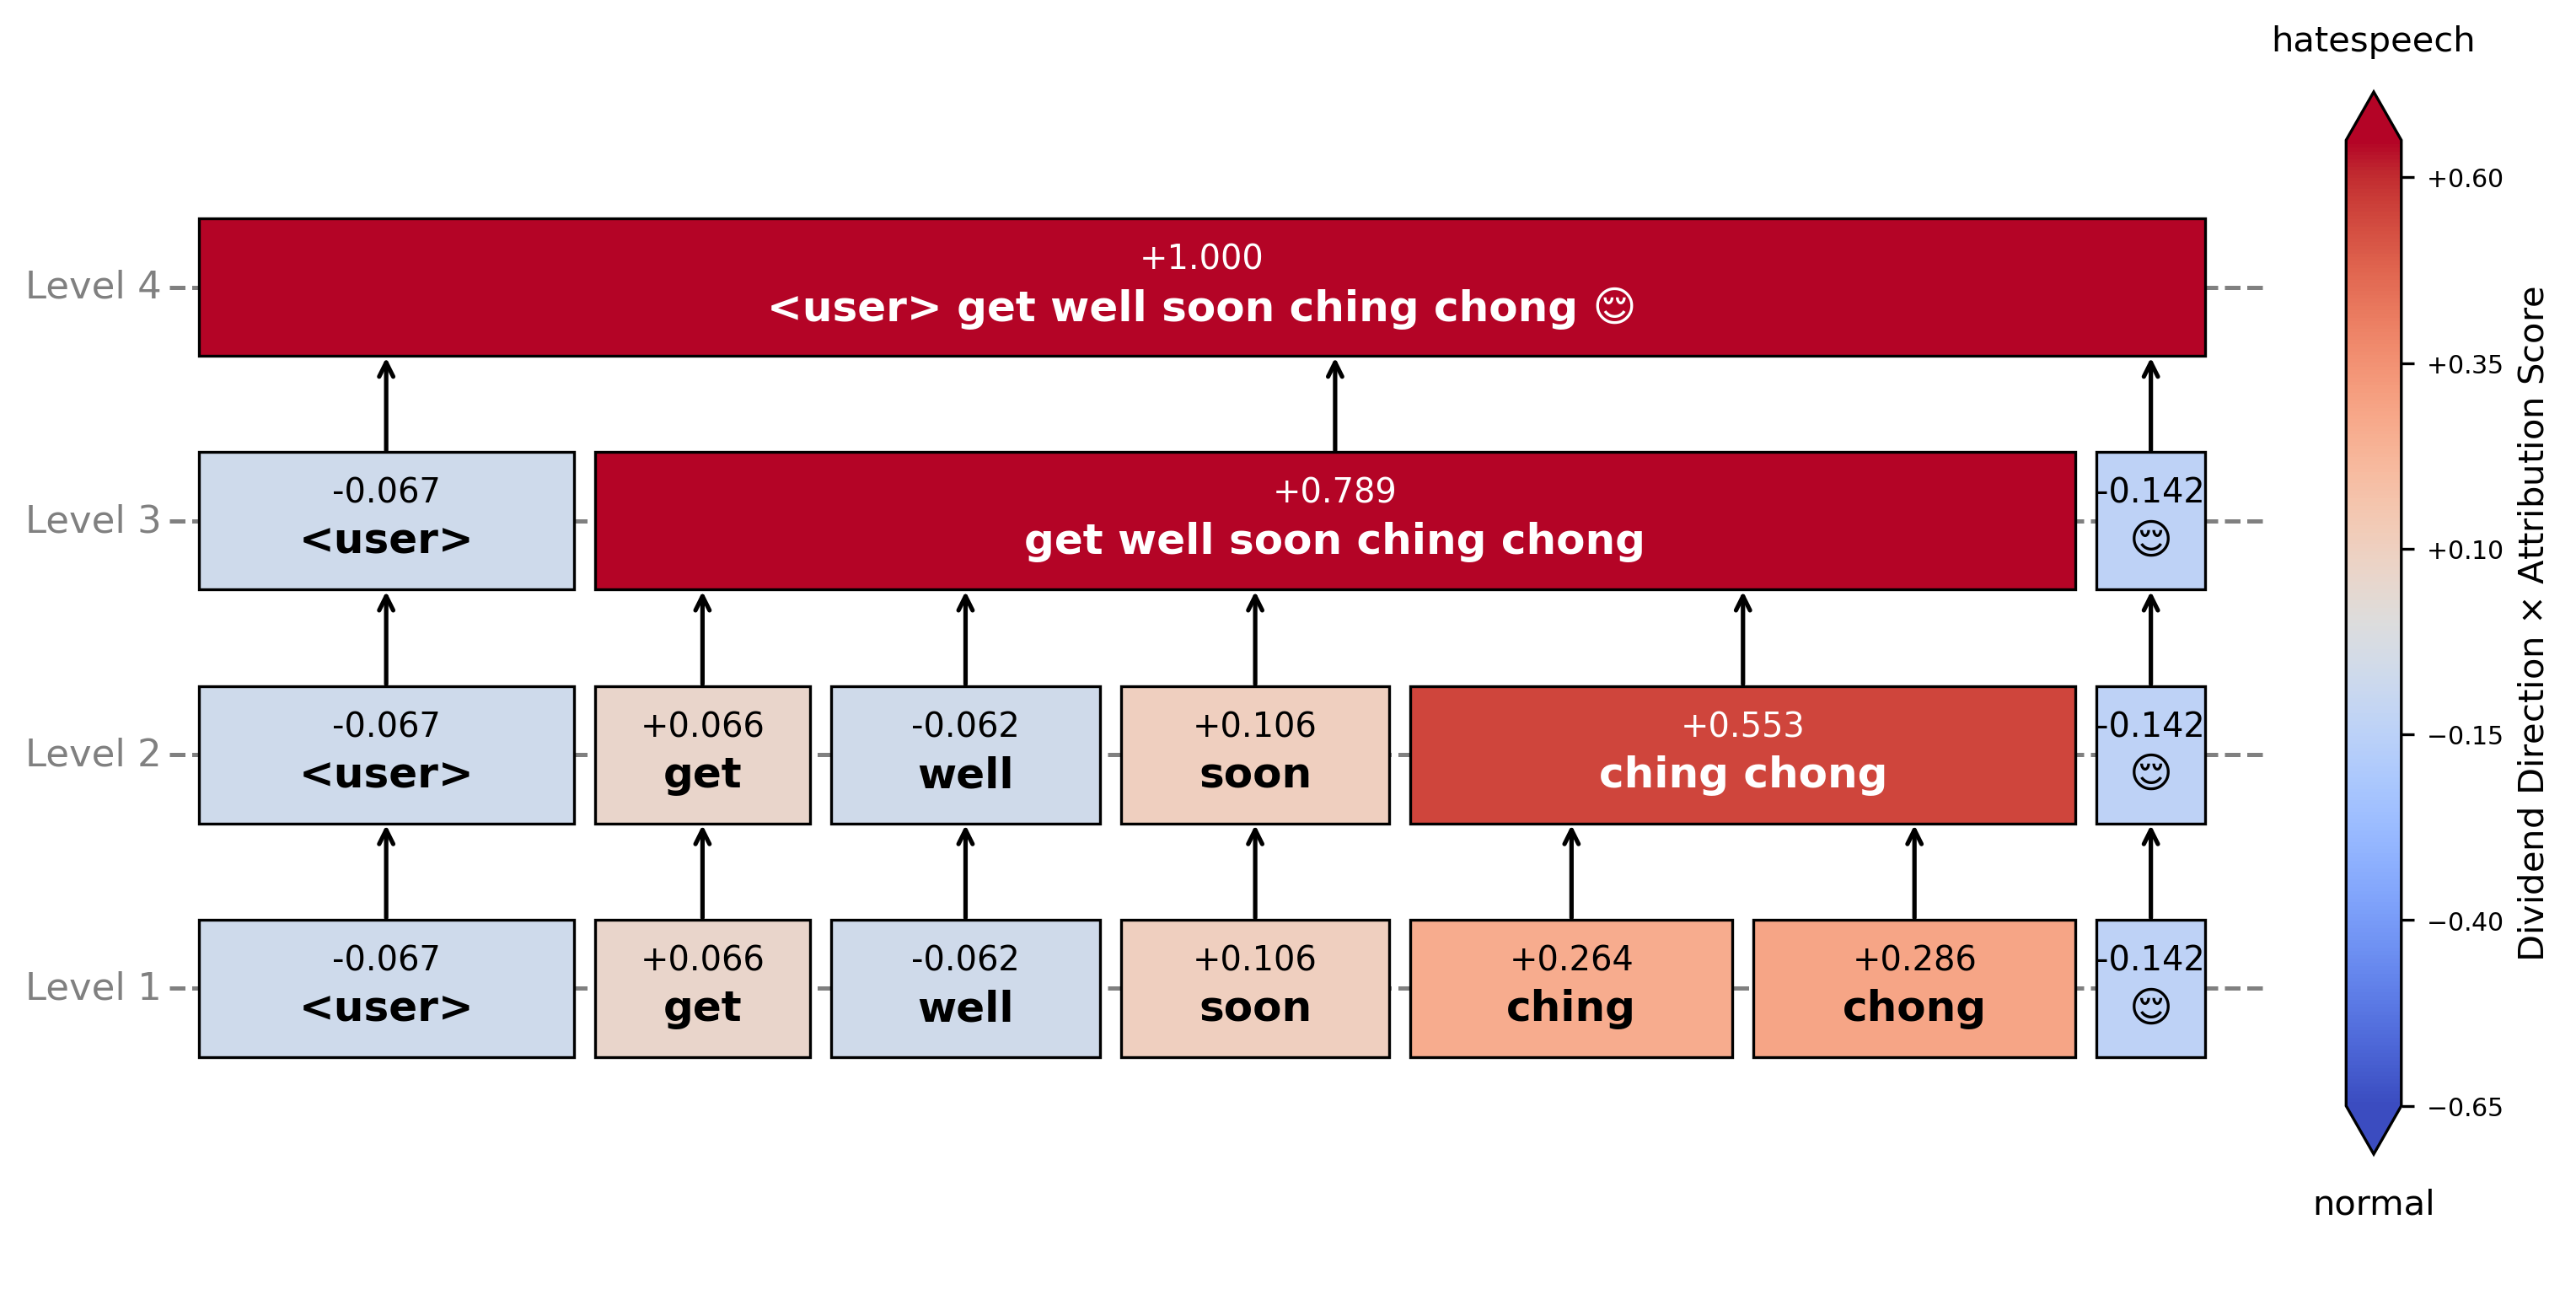 hatespeech
Level 4
+1.000
<user> get well soon ching chong 😌
Level 3
-0.067
<user>
+0.789
get well soon ching chong
-0.142
😌
Level 2
-0.067
<user>
+0.066
get
-0.062
well
+0.106
soon
+0.553
ching chong
-0.142
😌
Level 1
-0.067
<user>
+0.066
get
-0.062
well
+0.106
soon
+0.264
ching
+0.286
chong
-0.142
😌
+0.60
+0.35
+0.10
−0.15
−0.40
−0.65
Dividend Direction × Attribution Score
normal